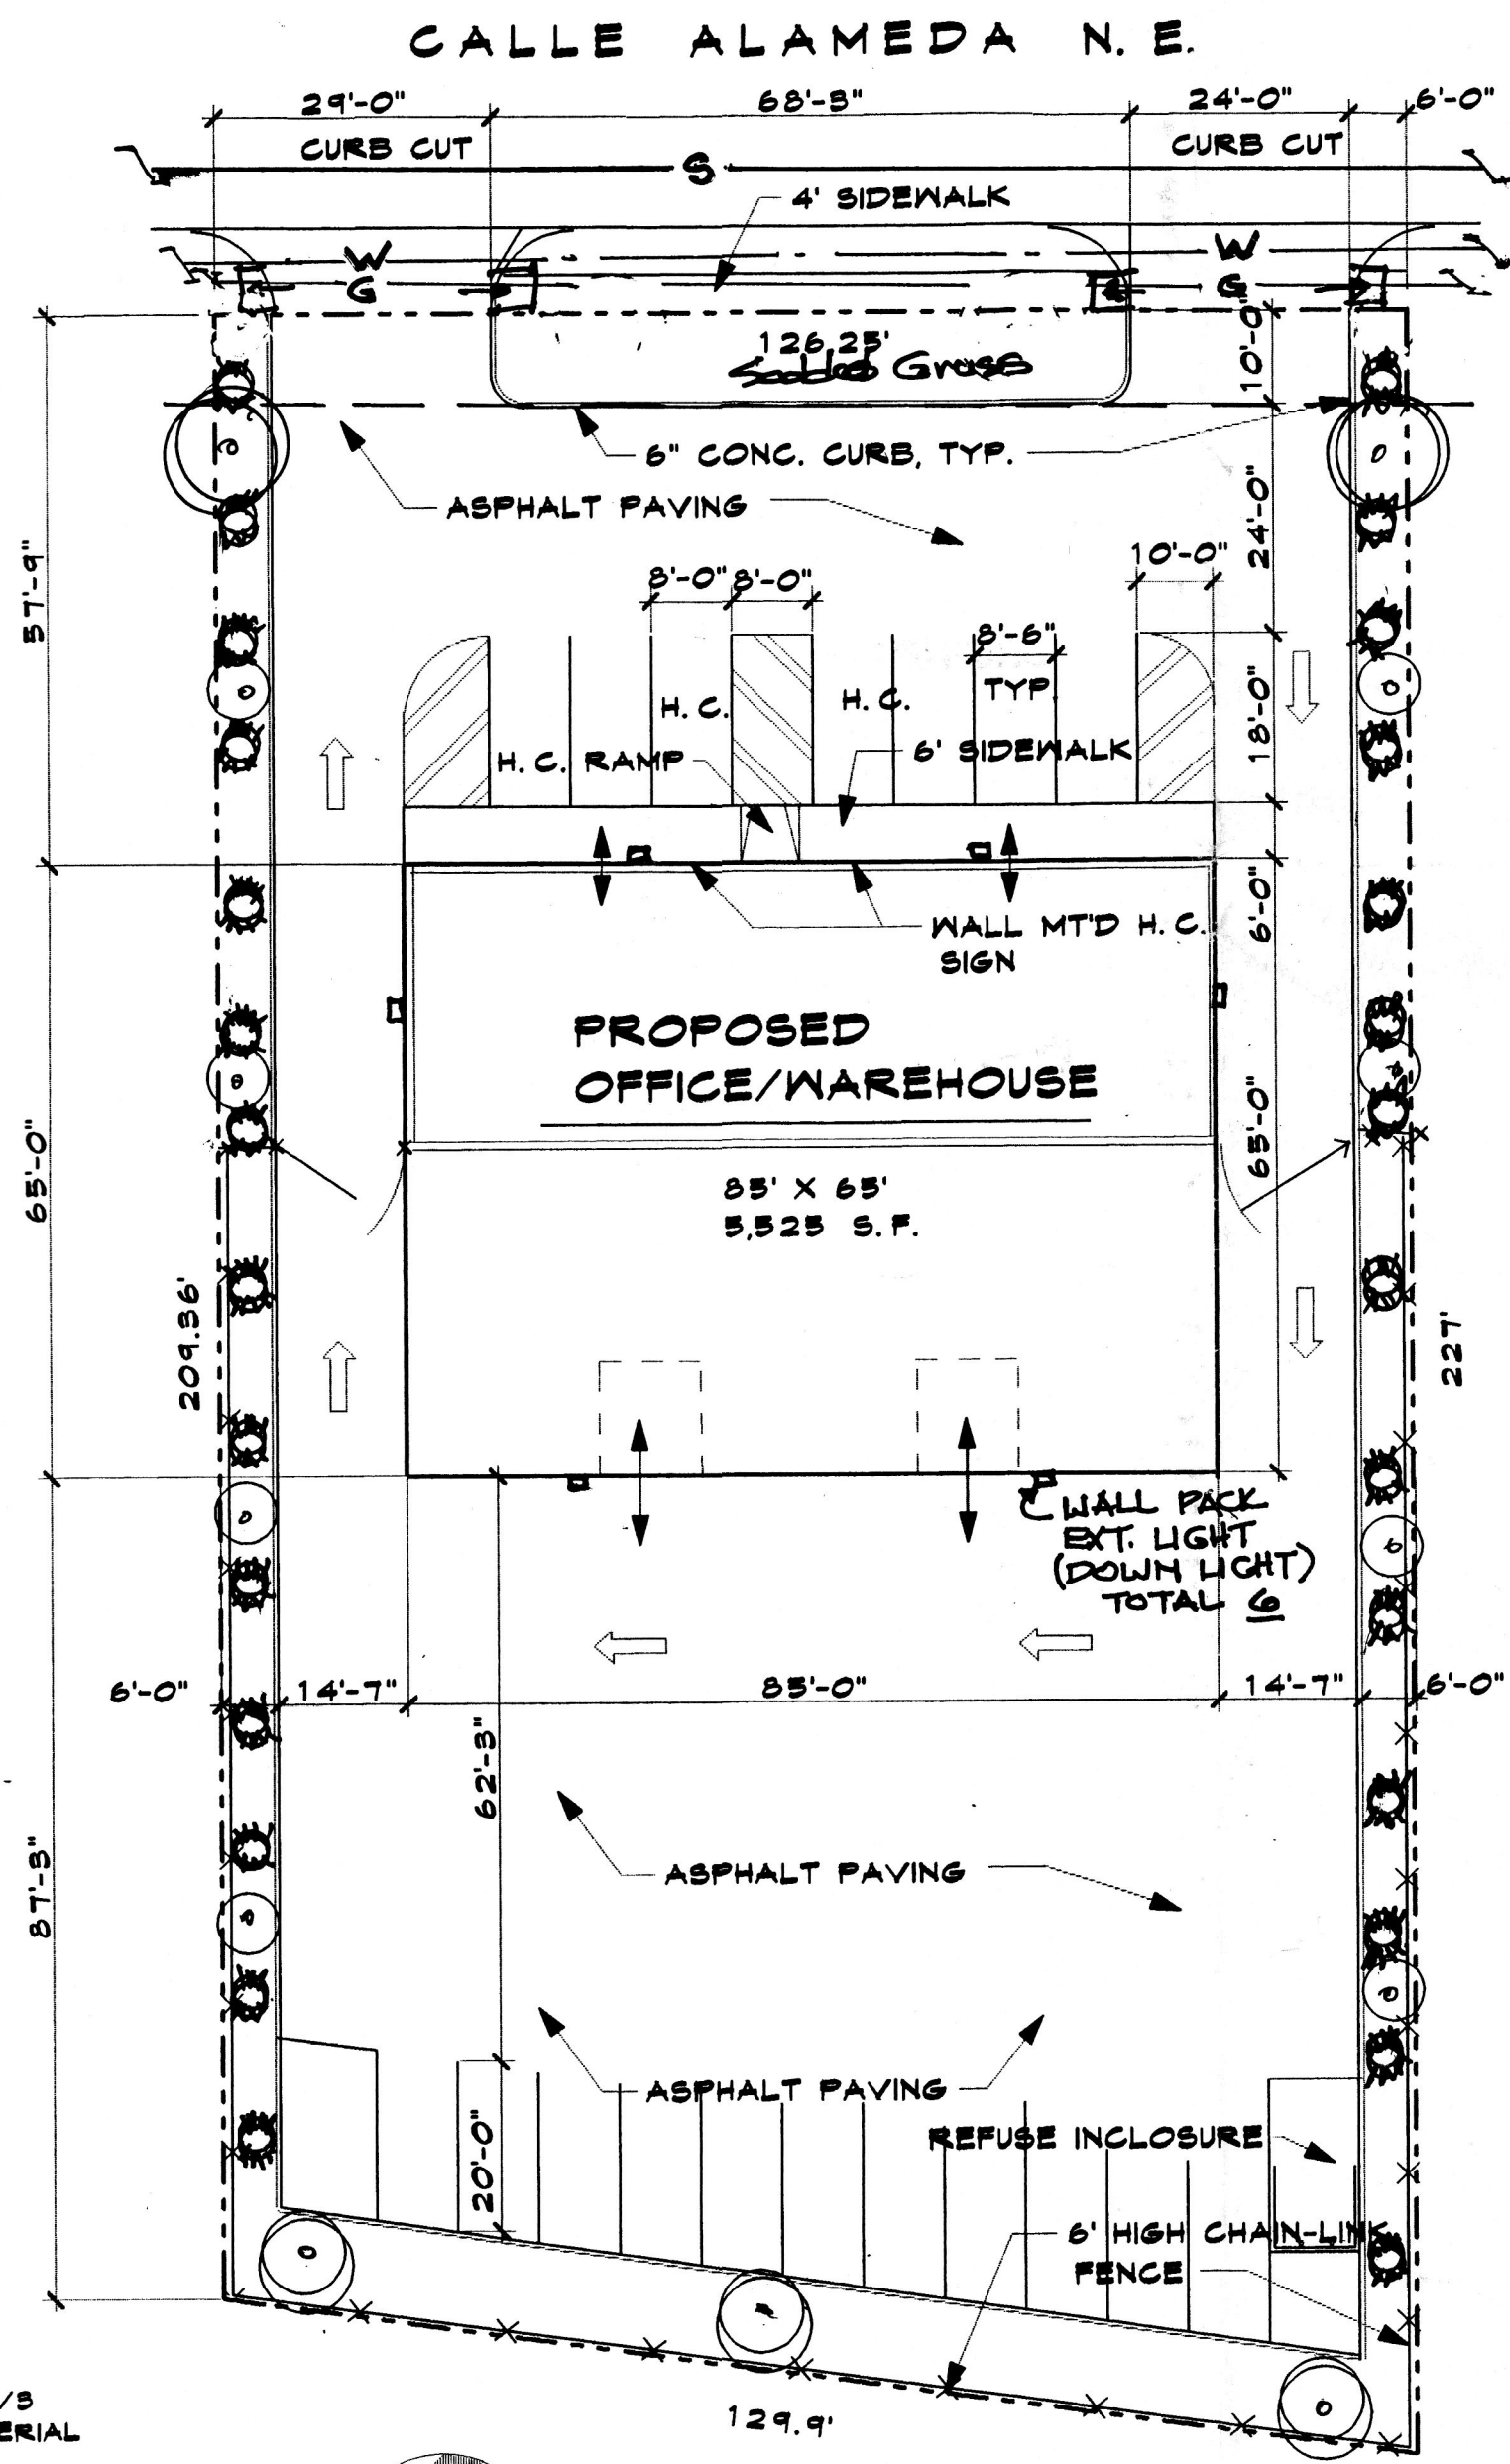 CALLE ALAMEDA N. E.
29'-0"
68'-3"
24'-0"
6'-0"
CURB CUT
CURB CUT
S
4' SIDEWALK
W
W
G
G
126.25'
Grass
10'-0"
6" CONC. CURB, TYP.
ASPHALT PAVING
24'-0"
57'-9"
8'-0"
8'-0"
10'-0"
8'-6"
TYP.
H. C.
H. C.
18'-0"
H. C. RAMP
6' SIDEWALK
WALL MT'D H. C.
SIGN
6'-0"
PROPOSED
OFFICE/WAREHOUSE
85' X 65'
5,525 S.F.
65'-0"
65'-0"
209.36'
227'
WALL PACK
EXT. LIGHT
(DOWN LIGHT)
TOTAL 6
6'-0"
14'-7"
85'-0"
14'-7"
6'-0"
62'-3"
87'-3"
ASPHALT PAVING
ASPHALT PAVING
20'-0"
REFUSE INCLOSURE
6' HIGH CHAIN-LINK
FENCE
129.9'
/3
ERIAL